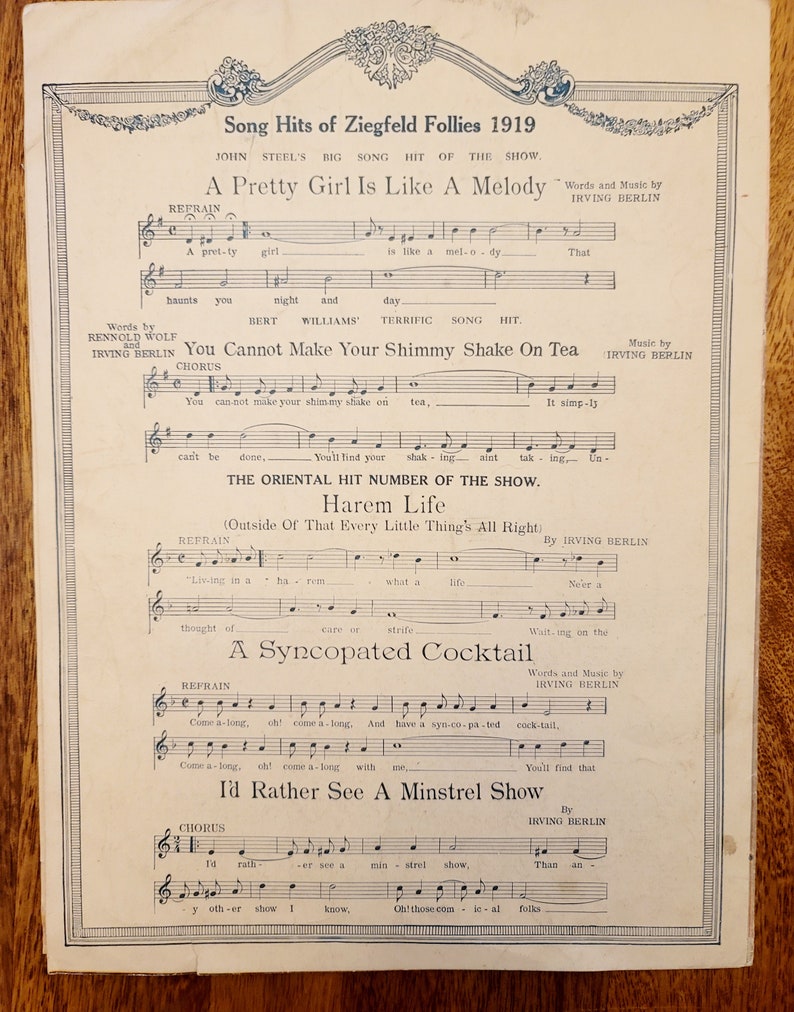 Song Hits of Ziegfeld Follies 1919
JOHN STEEL'S BIG SONG HIT OF THE SHOW.
A Pretty Girl Is Like A Melody
Words and Music by
IRVING BERLIN
REFRAIN
A pret-ty girl is like a mel-o-dy That
haunts you night and day
BERT WILLIAMS' TERRIFIC SONG HIT.
Words by
RENNOLD WOLF
and
IRVING BERLIN
You Cannot Make Your Shimmy Shake On Tea
Music by
IRVING BERLIN
CHORUS
You can-not make your shim-my shake on tea, It simp-ly
can't be done, You'll find your shak-ing aint tak-ing, Un-
THE ORIENTAL HIT NUMBER OF THE SHOW.
Harem Life
(Outside Of That Every Little Thing's All Right)
By IRVING BERLIN
REFRAIN
"Liv-ing in a ha-rem what a life Ne'er a
thought of care or strife Wait-ing on the
A Syncopated Cocktail
Words and Music by
IRVING BERLIN
REFRAIN
Come a-long, oh! come a-long, And have a syn-co-pa-ted cock-tail,
Come a-long, oh! come a-long with me, You'll find that
I'd Rather See A Minstrel Show
By
IRVING BERLIN
CHORUS
I'd rath-er see a min-strel show, Than an-
y oth-er show I know, Oh! those com-ic-al folks